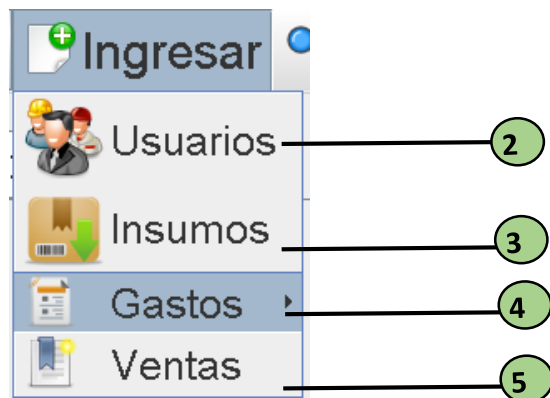 Ingresar
Usuarios 2
Insumos 3
Gastos 4
Ventas 5